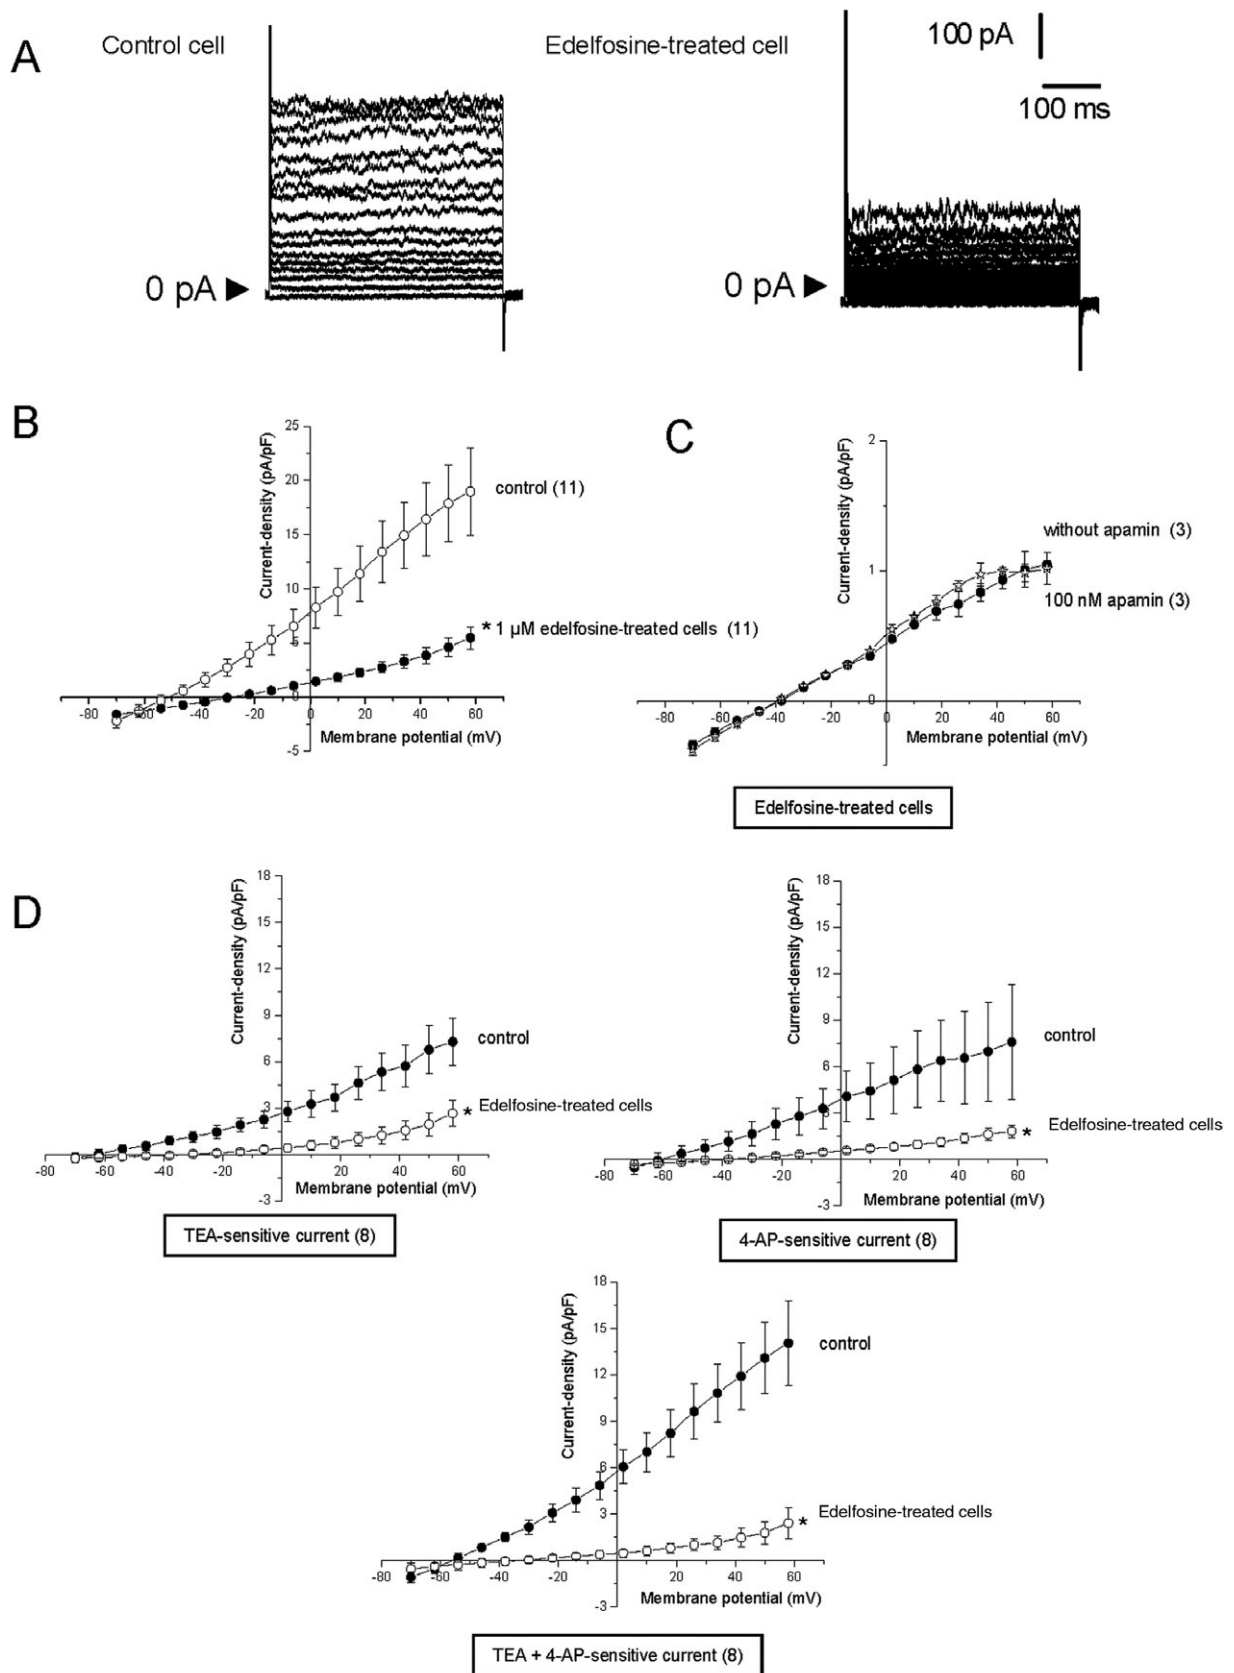 A
Control cell
Edelfosine-treated cell
100 pA
100 ms
0 pA
0 pA
B
Current-density (pA/pF)
25
20
15
10
5
0
-5
-80
-60
-40
-20
0
20
40
60
Membrane potential (mV)
control (11)
* 1 µM edelfosine-treated cells (11)
C
Current-density (pA/pF)
2
1
0
-80
-60
-40
-20
0
20
40
60
Membrane potential (mV)
without apamin (3)
100 nM apamin (3)
Edelfosine-treated cells
D
Current-density (pA/pF)
18
15
12
9
6
3
-3
-80
-60
-40
-20
20
40
60
Membrane potential (mV)
control
* Edelfosine-treated cells
TEA-sensitive current (8)
Current-density (pA/pF)
18
15
12
9
6
3
-3
-80
-60
-40
-20
20
40
60
Membrane potential (mV)
control
* Edelfosine-treated cells
4-AP-sensitive current (8)
Current-density (pA/pF)
18
15
12
9
6
3
-3
-80
-60
-40
-20
20
40
60
Membrane potential (mV)
control
* Edelfosine-treated cells
TEA + 4-AP-sensitive current (8)